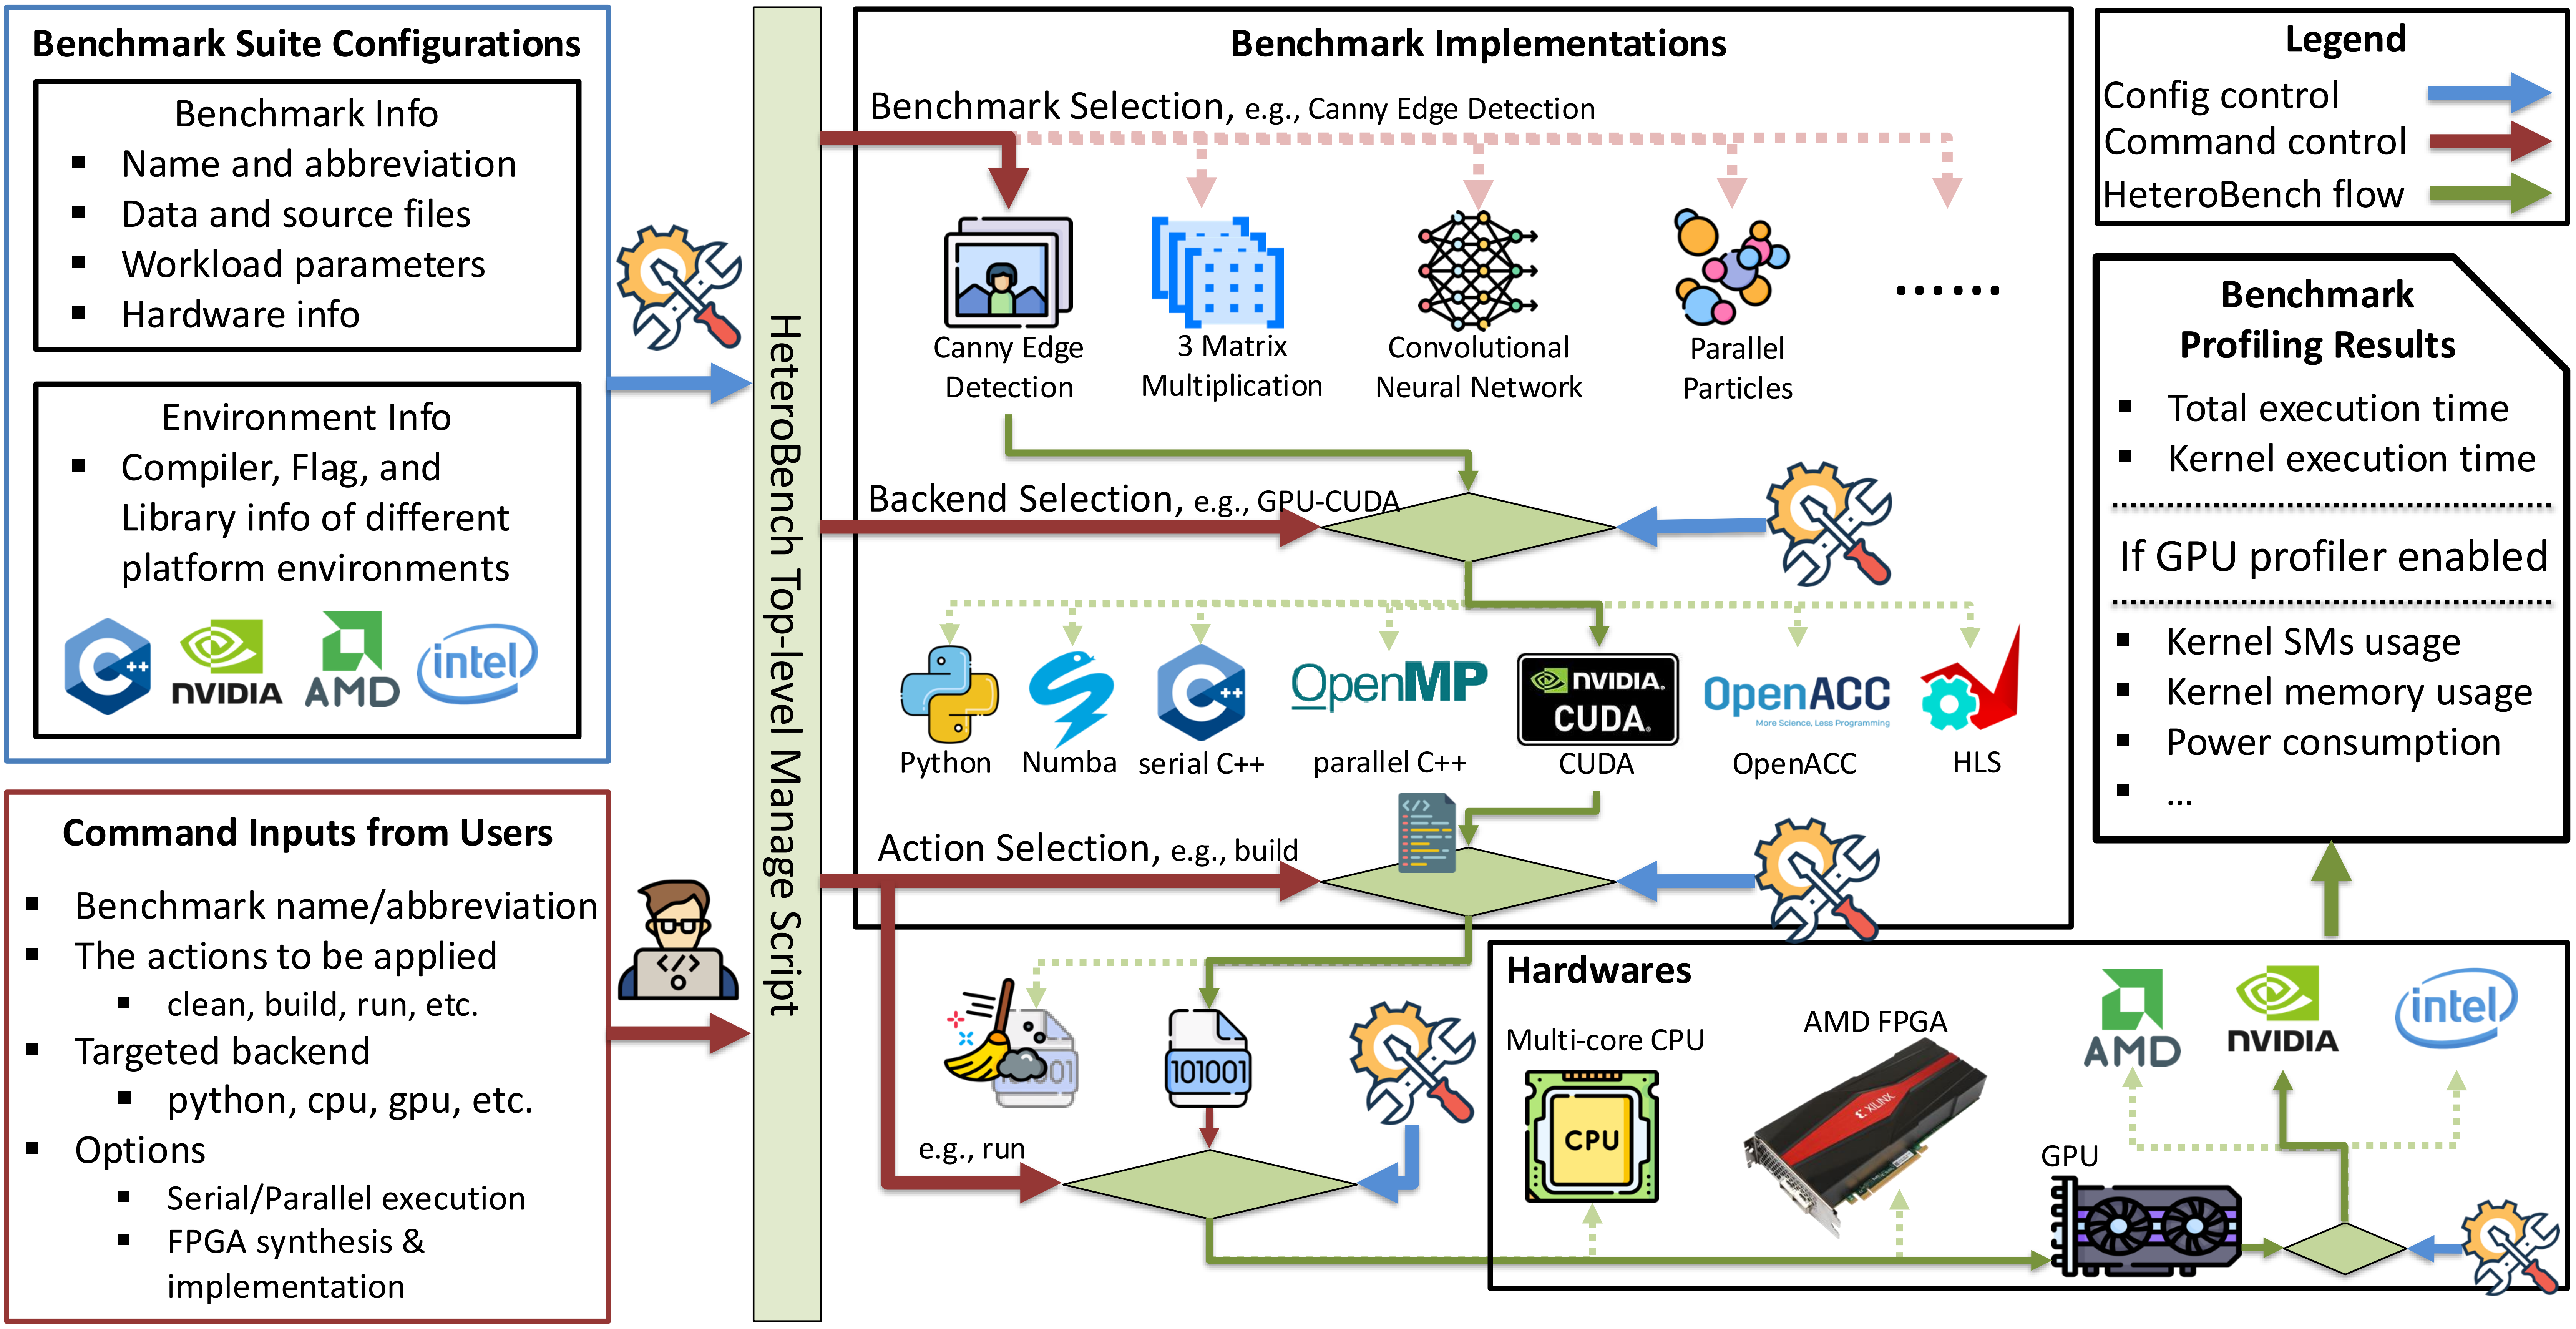 Benchmark Suite Configurations
Benchmark Info
▪ Name and abbreviation
▪ Data and source files
▪ Workload parameters
▪ Hardware info
Environment Info
▪ Compiler, Flag, and
Library info of different
platform environments
C++
NVIDIA
AMD
intel
Command Inputs from Users
▪ Benchmark name/abbreviation
▪ The actions to be applied
▪ clean, build, run, etc.
▪ Targeted backend
▪ python, cpu, gpu, etc.
▪ Options
▪ Serial/Parallel execution
▪ FPGA synthesis &
implementation
</>
HeteroBench Top-level Manage Script
Benchmark Implementations
Benchmark Selection, e.g., Canny Edge Detection
Canny Edge
Detection
3 Matrix
Multiplication
Convolutional
Neural Network
Parallel
Particles
......
Backend Selection, e.g., GPU-CUDA
C++
OpenMP
NVIDIA.
CUDA.
OpenACC
More Science, Less Programming
Python
Numba
serial C++
parallel C++
CUDA
OpenACC
HLS
</>
Action Selection, e.g., build
101001
101001
e.g., run
Hardwares
Multi-core CPU
CPU
AMD FPGA
XILINX
GPU
AMD
NVIDIA
intel
Legend
Config control
Command control
HeteroBench flow
Benchmark
Profiling Results
▪ Total execution time
▪ Kernel execution time
If GPU profiler enabled
▪ Kernel SMs usage
▪ Kernel memory usage
▪ Power consumption
▪ ...